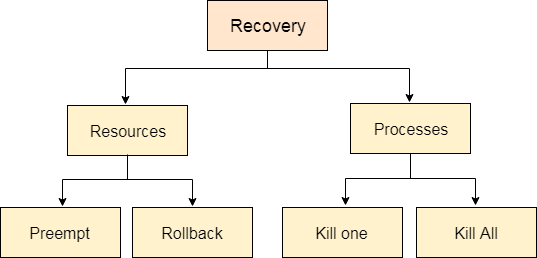 Recovery
Resources
Processes
Preempt
Rollback
Kill one
Kill All